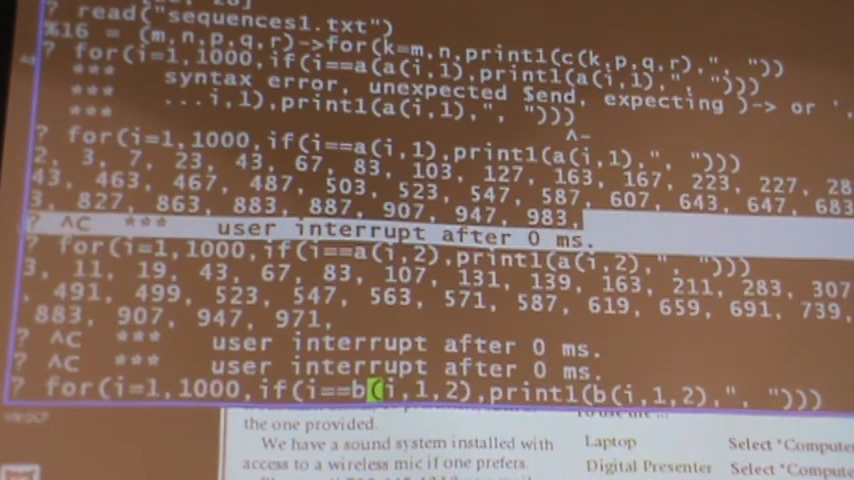 ? read("sequences1.txt")
%16 = (m,n,p,q,r)->for(k=m,n,print1(c(k,p,q,r),", "))
? for(i=1,1000,if(i==a(a(i,1),print1(a(i,1),", ")))
*** syntax error, unexpected $end, expecting )-> or ',
*** ...i,1),print1(a(i,1),", ")))
*** ^-
? for(i=1,1000,if(i==a(i,1),print1(a(i,1),", ")))
2, 3, 7, 23, 43, 67, 83, 103, 127, 163, 167, 223, 227, 28
43, 463, 467, 487, 503, 523, 547, 587, 607, 643, 647, 683
3, 827, 863, 883, 887, 907, 947, 983,
? ^C *** user interrupt after 0 ms.
? for(i=1,1000,if(i==a(i,2),print1(a(i,2),", ")))
3, 11, 19, 43, 67, 83, 107, 131, 139, 163, 211, 283, 307
, 491, 499, 523, 547, 563, 571, 587, 619, 659, 691, 739,
883, 907, 947, 971,
? ^C *** user interrupt after 0 ms.
? ^C *** user interrupt after 0 ms.
? for(i=1,1000,if(i==b(i,1,2),print1(b(i,1,2),", ")))
the one provided.
We have a sound system installed with
access to a wireless mic if one prefers.
Laptop Select "Compute
Digital Presenter Select "Compute